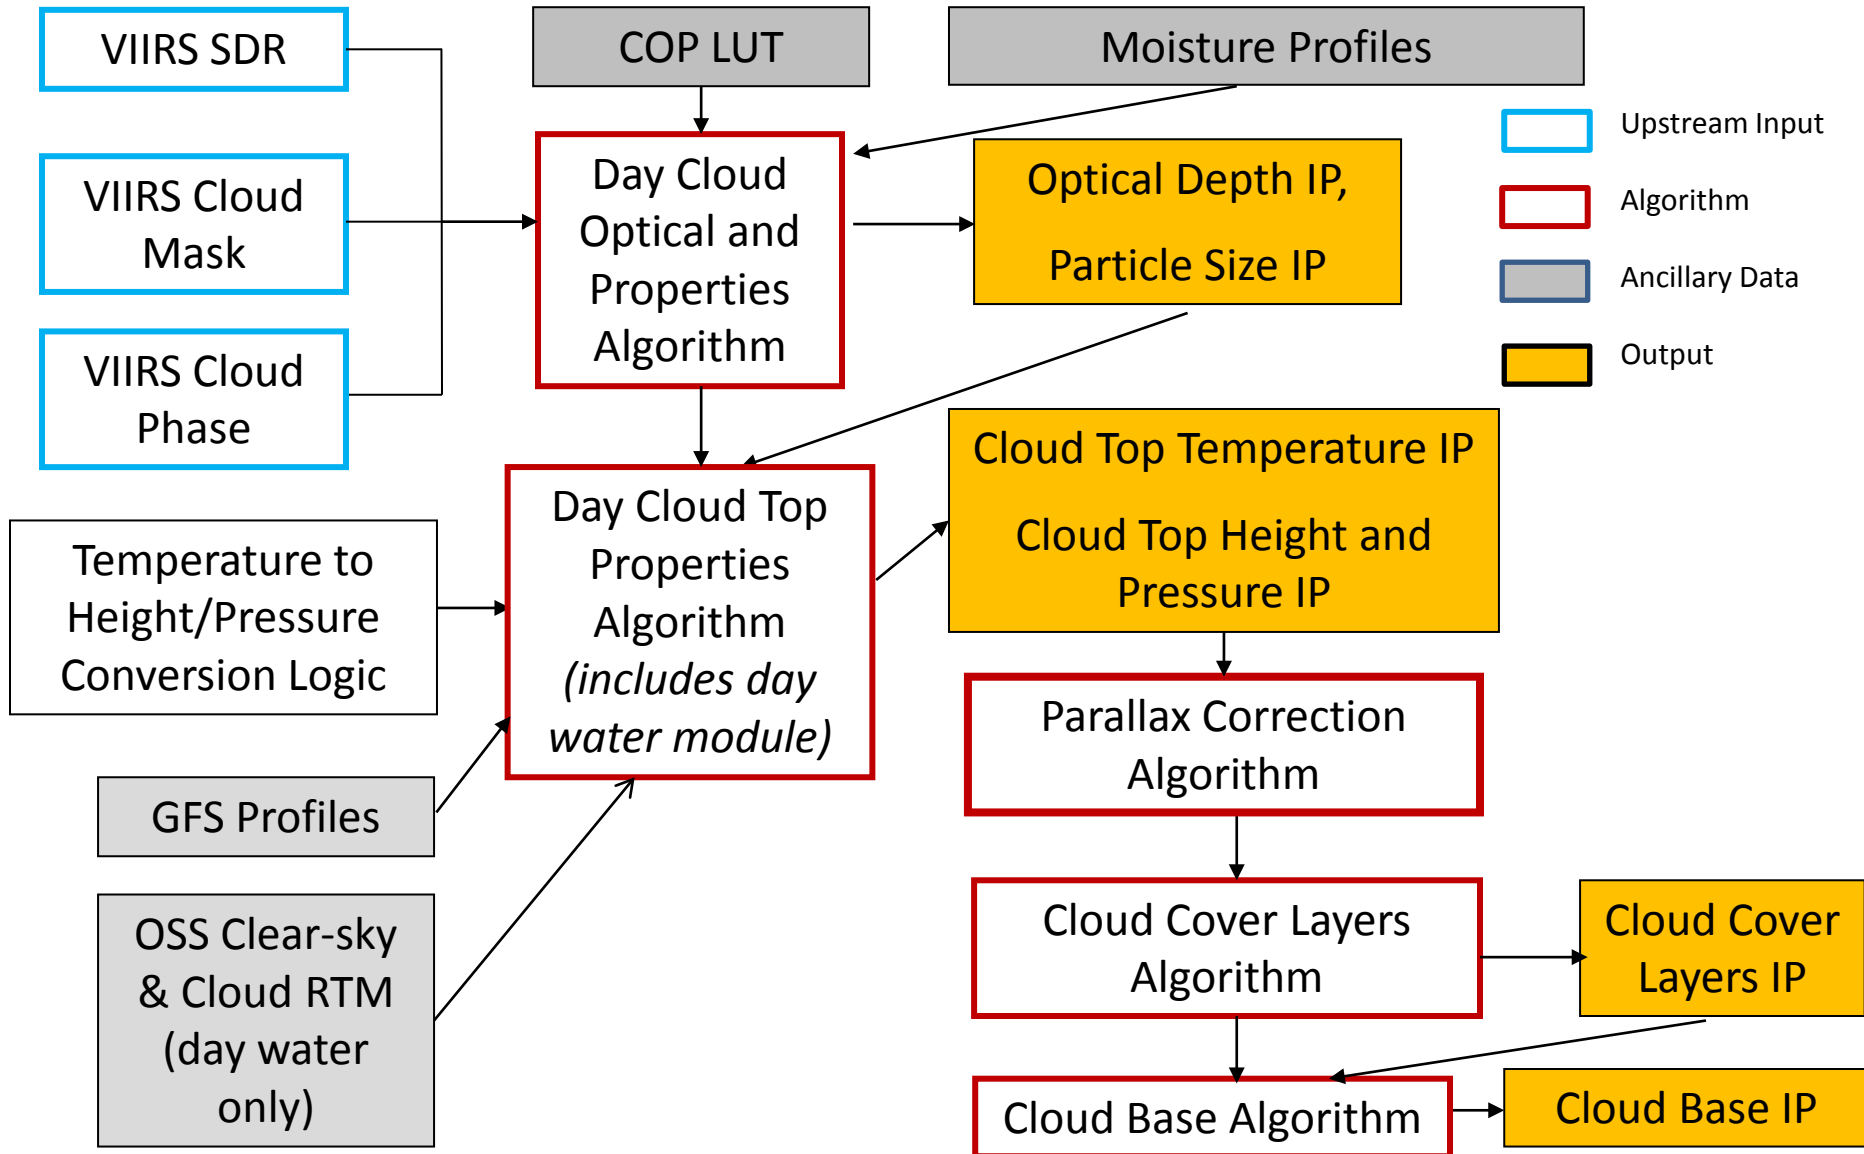 VIIRS SDR
COP LUT
Moisture Profiles
VIIRS Cloud
Mask
VIIRS Cloud
Phase
Day Cloud
Optical and
Properties
Algorithm
Optical Depth IP,
Particle Size IP
Upstream Input
Algorithm
Ancillary Data
Output
Temperature to
Height/Pressure
Conversion Logic
Day Cloud Top
Properties
Algorithm
(includes day
water module)
Cloud Top Temperature IP
Cloud Top Height and
Pressure IP
GFS Profiles
OSS Clear-sky
& Cloud RTM
(day water
only)
Parallax Correction
Algorithm
Cloud Cover Layers
Algorithm
Cloud Cover
Layers IP
Cloud Base Algorithm
Cloud Base IP